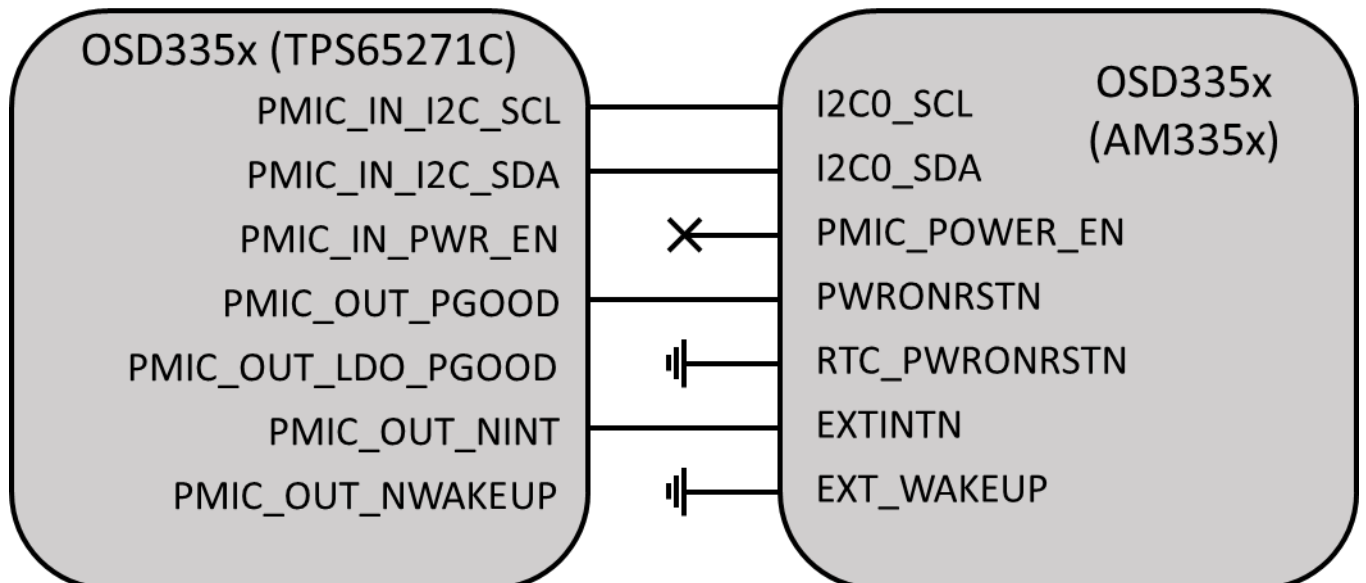 OSD335x (TPS65271C)
PMIC_IN_I2C_SCL
PMIC_IN_I2C_SDA
PMIC_IN_PWR_EN
PMIC_OUT_PGOOD
PMIC_OUT_LDO_PGOOD
PMIC_OUT_NINT
PMIC_OUT_NWAKEUP
OSD335x
(AM335x)
I2C0_SCL
I2C0_SDA
PMIC_POWER_EN
PWRONRSTN
RTC_PWRONRSTN
EXTINTN
EXT_WAKEUP